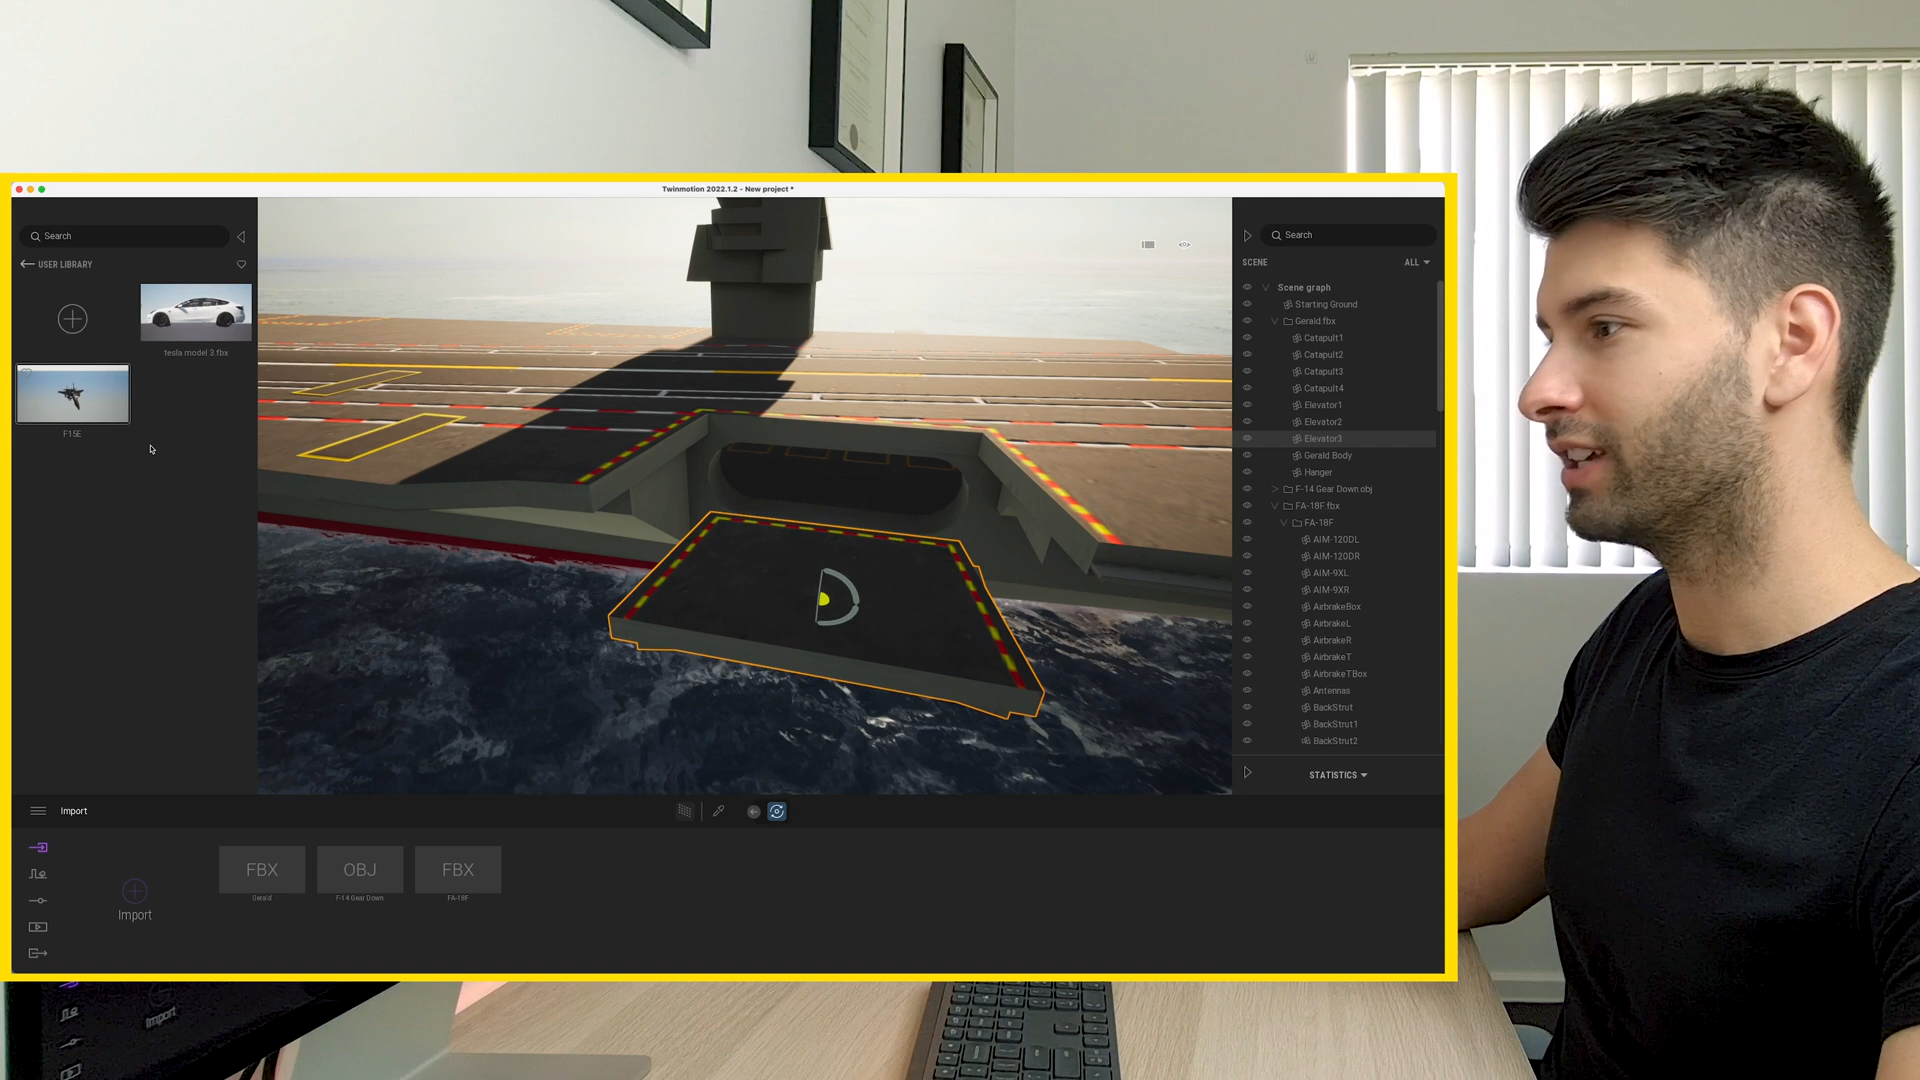 Twinmotion 2022.1.2 - New project *
Search
USER LIBRARY
tesla model 3.fbx
F15E
Search
SCENE
ALL
Scene graph
Starting Ground
Gerald fbx
Catapult1
Catapult2
Catapult3
Catapult4
Elevator1
Elevator2
Elevator3
Gerald Body
Hanger
F-14 Gear Down.obj
FA-18F.fbx
FA-18F
AIM-120DL
AIM-120DR
AIM-9XL
AIM-9XR
AirbrakeBox
AirbrakeL
AirbrakeR
AirbrakeT
AirbrakeTBox
Antennas
BackStrut
BackStrut1
BackStrut2
STATISTICS
Import
Import
FBX
Gerald
OBJ
F-14 Gear Down
FBX
FA-18F
Import